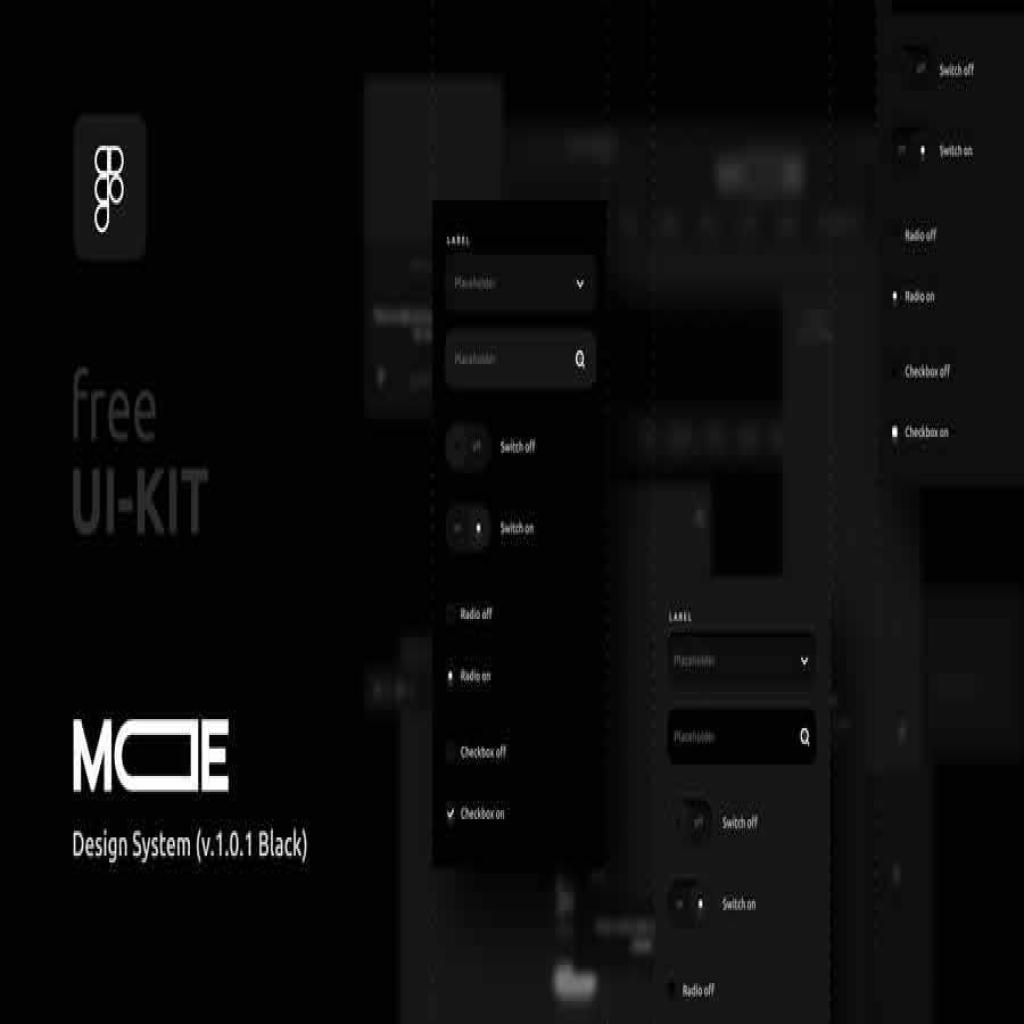 free
UI-KIT
MODE
Design System (v.1.0.1 Black)
LABEL
Placeholder
Placeholder
Switch off
Switch on
Radio off
Radio on
Checkbox off
Checkbox on
LABEL
Placeholder
Placeholder
Switch off
Switch on
Radio off
Switch off
Switch on
Radio off
Radio on
Checkbox off
Checkbox on